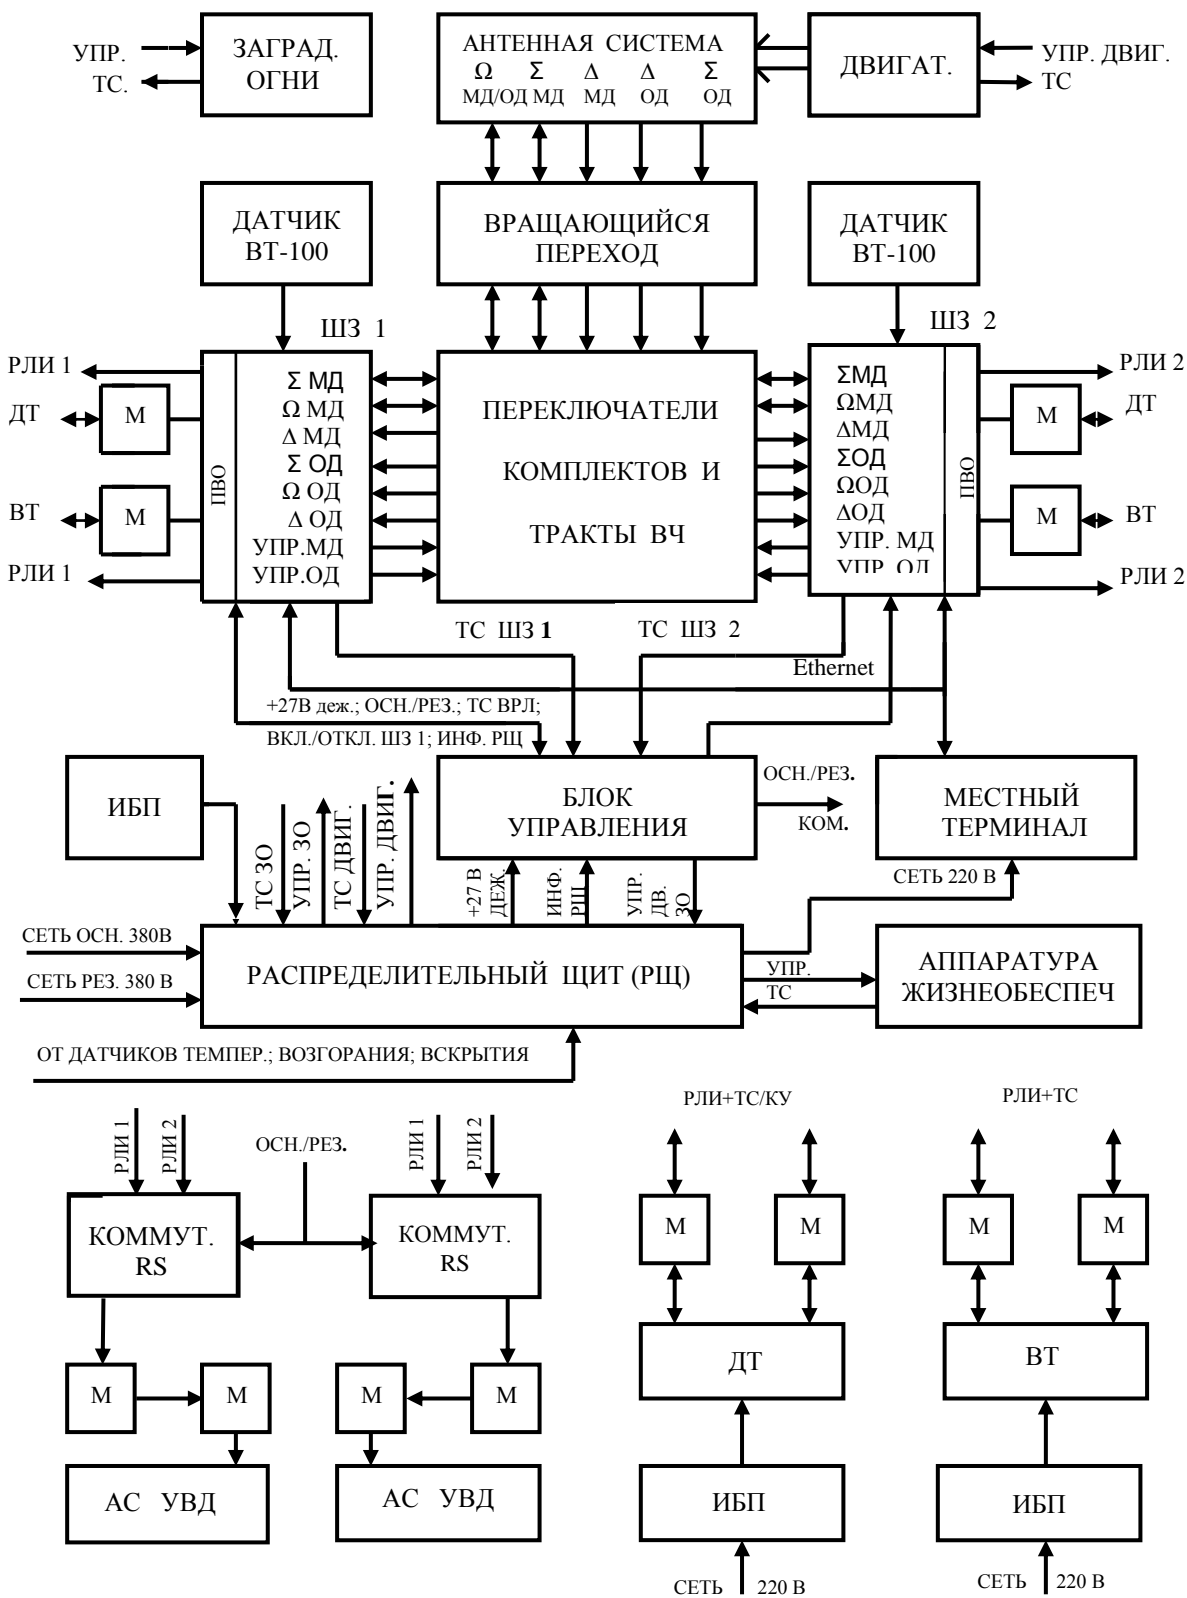 УПР.
ТС.
ЗАГРАД.
ОГНИ
АНТЕННАЯ СИСТЕМА
Ω Σ Δ Δ Σ
МД/ОД МД МД ОД ОД
ДВИГАТ.
УПР. ДВИГ.
ТС
ДАТЧИК
ВТ-100
ВРАЩАЮЩИЙСЯ
ПЕРЕХОД
ДАТЧИК
ВТ-100
ШЗ 1
ШЗ 2
РЛИ 1
ДТ
М
ВТ
М
РЛИ 1
ПВО
Σ МД
Ω МД
Δ МД
Σ ОД
Ω ОД
Δ ОД
УПР.МД
УПР.ОД
ПЕРЕКЛЮЧАТЕЛИ
КОМПЛЕКТОВ И
ТРАКТЫ ВЧ
ΣМД
ΩМД
ΔМД
ΣОД
ΩОД
ΔОД
УПР. МД
УПР. ОД
ПВО
РЛИ 2
М
ДТ
М
ВТ
РЛИ 2
ТС ШЗ 1
ТС ШЗ 2
Ethernet
+27В деж.; ОСН./РЕЗ.; ТС ВРЛ;
ВКЛ./ОТКЛ. ШЗ 1; ИНФ. РЩ
ИБП
БЛОК
УПРАВЛЕНИЯ
ОСН./РЕЗ.
КОМ.
МЕСТНЫЙ
ТЕРМИНАЛ
ТС ЗО
УПР. ЗО
ТС ДВИГ.
УПР. ДВИГ.
+27 В
ДЕЖ.
ИНФ.
РЩ
УПР.
ДВ.
ЗО
СЕТЬ 220 В
СЕТЬ ОСН. 380В
СЕТЬ РЕЗ. 380 В
РАСПРЕДЕЛИТЕЛЬНЫЙ ЩИТ (РЩ)
УПР.
ТС
АППАРАТУРА
ЖИЗНЕОБЕСПЕЧ
ОТ ДАТЧИКОВ ТЕМПЕР.; ВОЗГОРАНИЯ; ВСКРЫТИЯ
РЛИ 1
РЛИ 2
ОСН./РЕЗ.
РЛИ 1
РЛИ 2
РЛИ+ТС/КУ
РЛИ+ТС
КОММУТ.
RS
КОММУТ.
RS
М
М
М
М
М
М
М
М
ДТ
ВТ
АС УВД
АС УВД
ИБП
ИБП
СЕТЬ 220 В
СЕТЬ 220 В